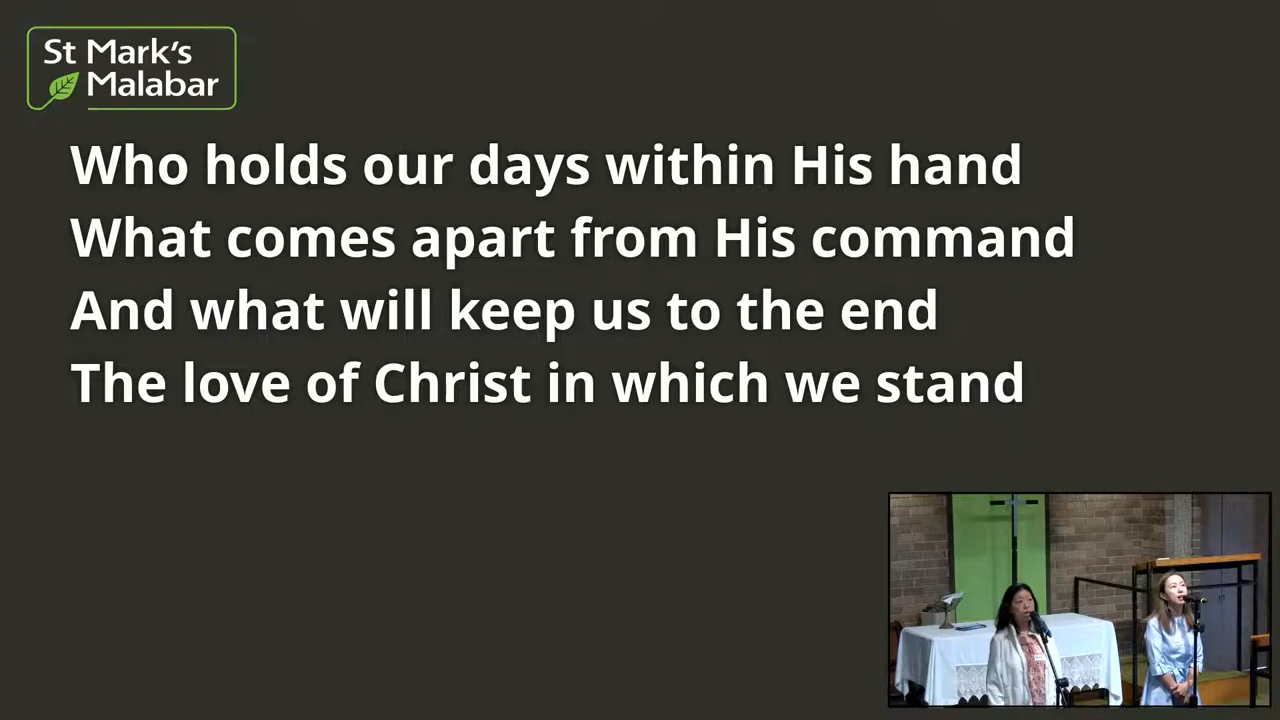 St Mark's
Malabar
Who holds our days within His hand
What comes apart from His command
And what will keep us to the end
The love of Christ in which we stand